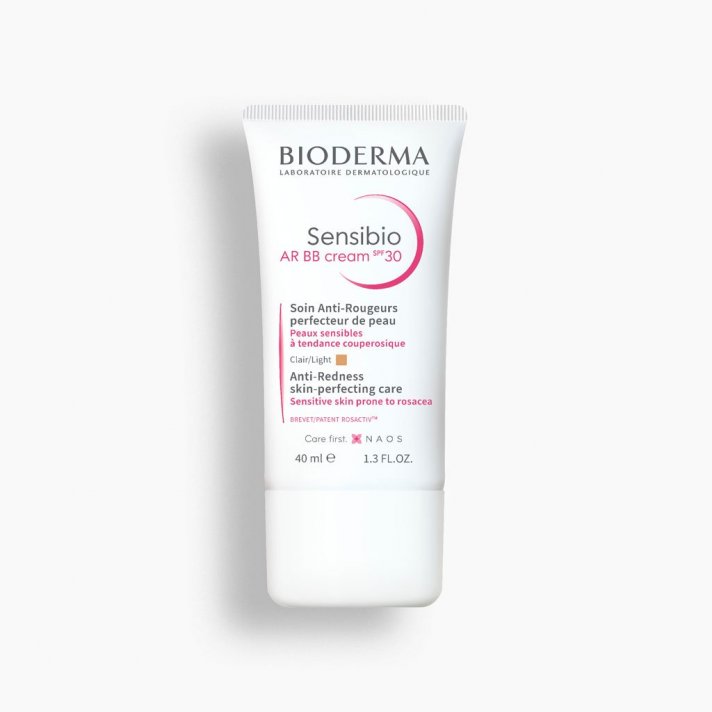 BIODERMA
LABORATOIRE DERMATOLOGIQUE
Sensibio
AR BB cream SPF30
Soin Anti-Rougeurs
perfecteur de peau
Peaux sensibles
à tendance couperosique
Clair/Light
Anti-Redness
skin-perfecting care
Sensitive skin prone to rosacea
BREVET/PATENT ROSACTIV™
Care first. NAOS
40 ml ℮ 1.3 FL.OZ.